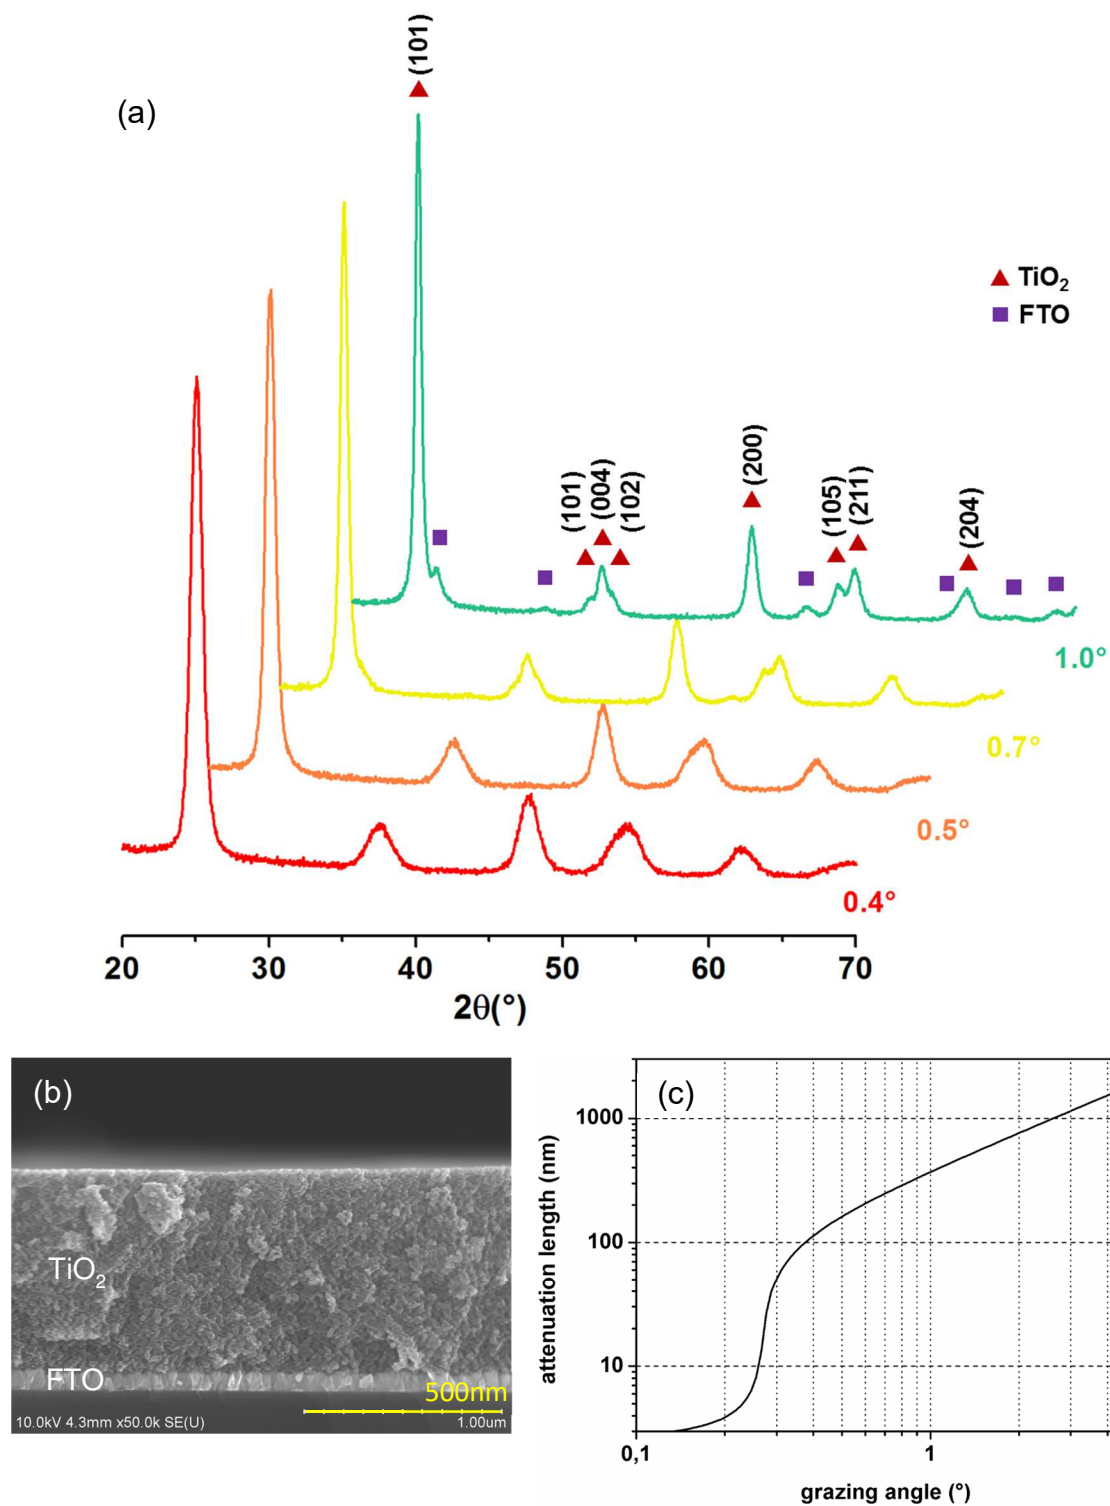 (a)
(101)
TiO₂
FTO
(101)
(004)
(102)
(200)
(105)
(211)
(204)
1.0°
0.7°
0.5°
0.4°
20 30 40 50 60 70
2θ(°)
(b)
TiO₂
FTO
500nm
10.0kV 4.3mm x50.0k SE(U) 1.00um
(c)
attenuation length (nm)
1000
100
10
0,1 1
grazing angle (°)